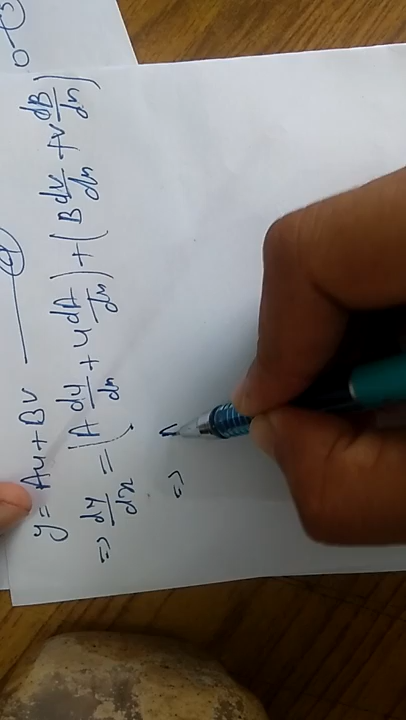 y = Au + Bv —— (4)
=> dy/dx = (A du/dx + u dA/dx) + (B dv/dx + v dB/dx)
=>